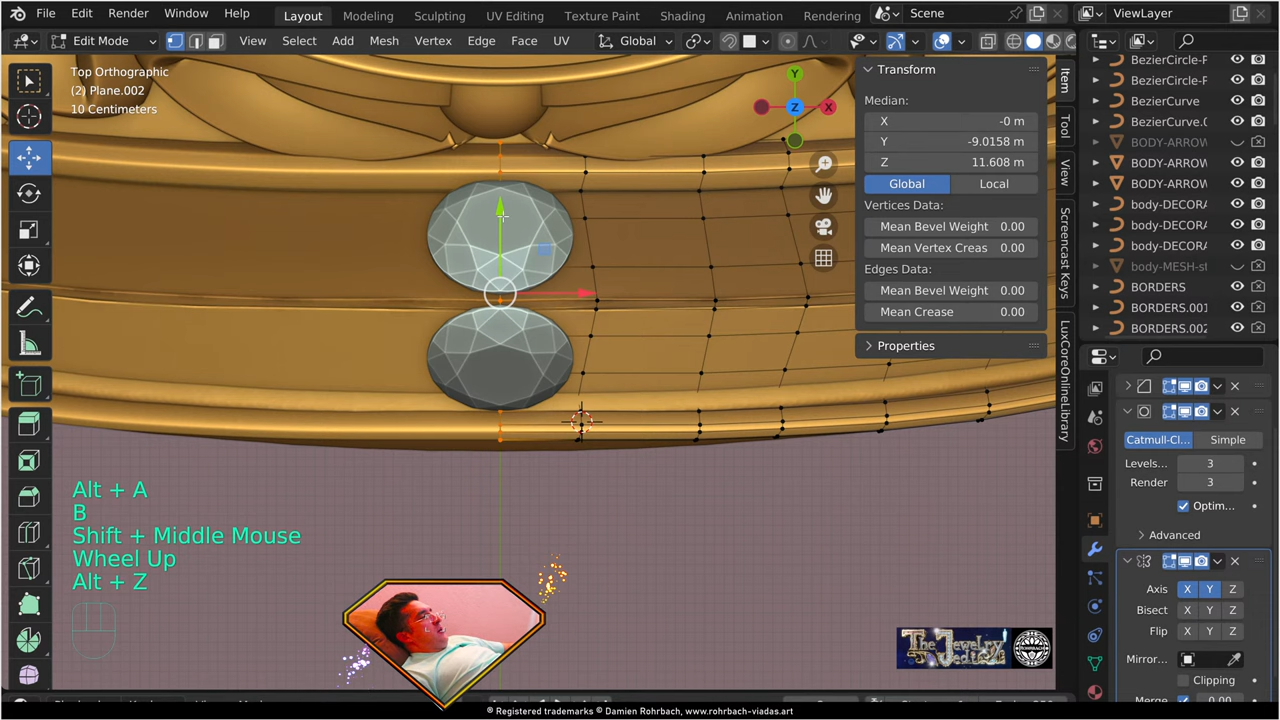 File Edit Render Window Help Layout Modeling Sculpting UV Editing Texture Paint Shading Animation Rendering Scene ViewLayer
Edit Mode View Select Add Mesh Vertex Edge Face UV Global
Top Orthographic
(2) Plane.002
10 Centimeters
Y
X
Z
Transform
Median:
X -0 m
Y -9.0158 m
Z 11.608 m
Global Local
Vertices Data:
Mean Bevel Weight 0.00
Mean Vertex Creas 0.00
Edges Data:
Mean Bevel Weight 0.00
Mean Crease 0.00
Properties
Item
Tool
View
Screencast Keys
LuxCoreOnlineLibrary
BezierCircle-F
BezierCircle-F
BezierCurve
BezierCurve.0
BODY-ARROW
BODY-ARROW
BODY-ARROW
body-DECORA
body-DECORA
body-DECORA
body-MESH-st
BORDERS
BORDERS.001
BORDERS.002
Catmull-Cl... Simple
Levels... 3
Render 3
Optim...
Advanced
Axis X Y Z
Bisect X Y Z
Flip X Y Z
Mirror...
Clipping
Merge 0.00
Alt + A
B
Shift + Middle Mouse
Wheel Up
Alt + Z
The Jewelry
ROHRBACH
® Registered trademarks © Damien Rohrbach, www.rohrbach-viadas.art